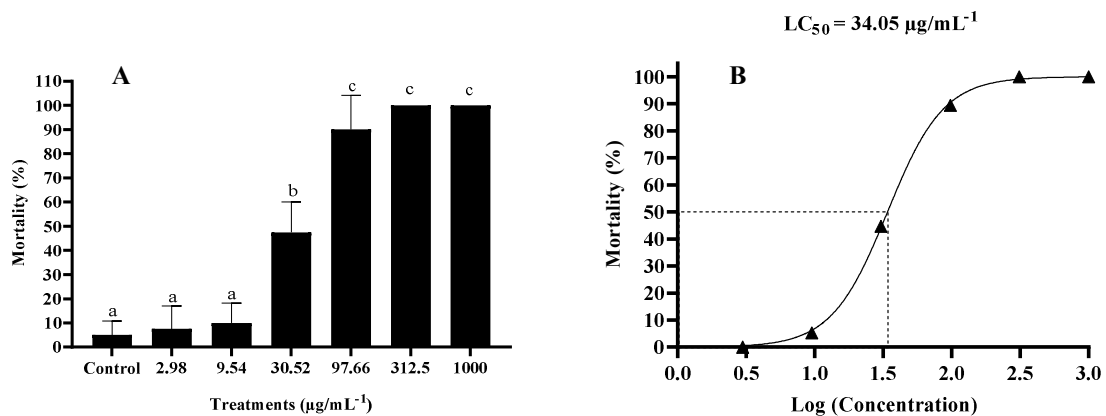 LC50 = 34.05 µg/mL-1
A
B
110
100
90
80
70
60
50
40
30
20
10
0
Mortality (%)
a
a
a
b
c
c
c
Control 2.98 9.54 30.52 97.66 312.5 1000
Treatments (µg/mL-1)
100
90
80
70
60
50
40
30
20
10
0
Mortality (%)
0.0 0.5 1.0 1.5 2.0 2.5 3.0
Log (Concentration)